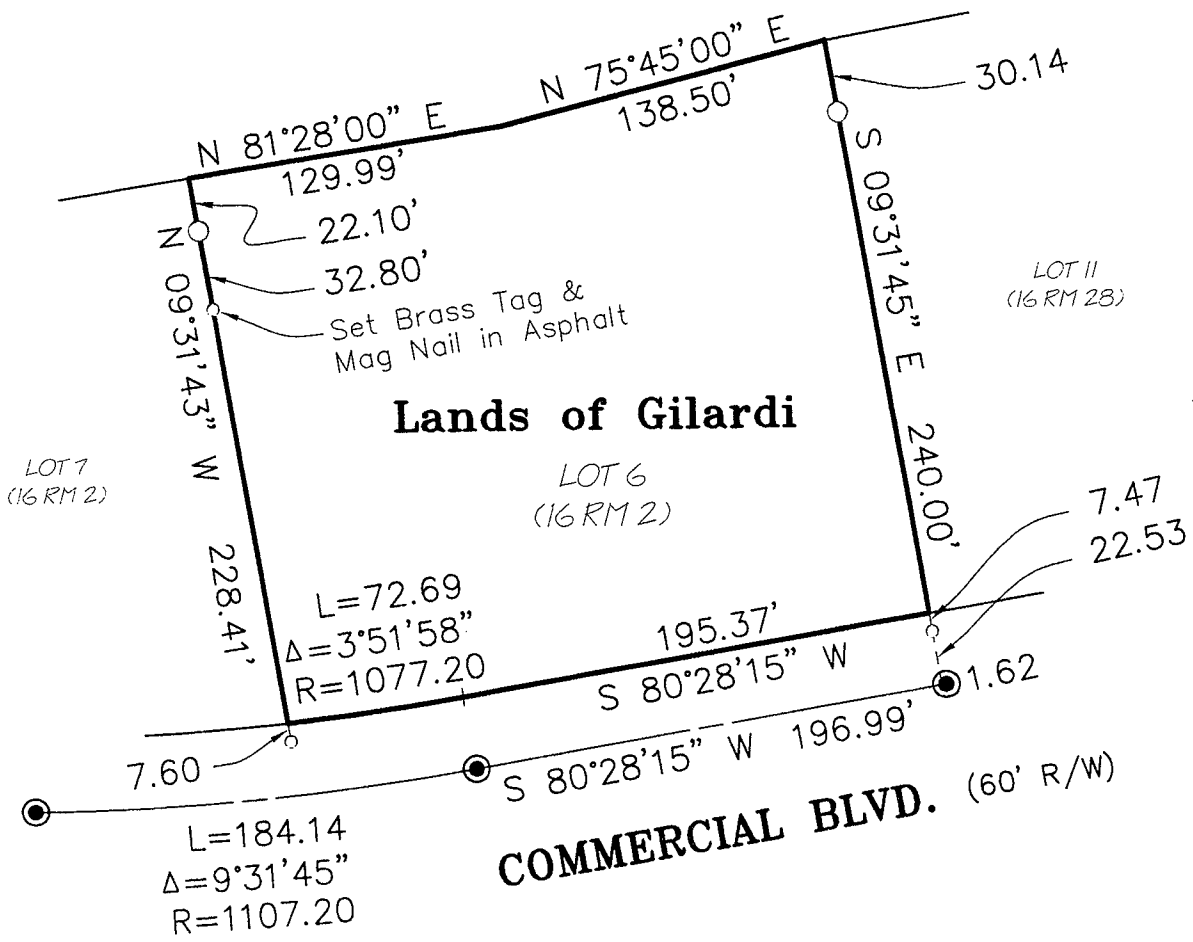 N 75°45'00" E
138.50'
30.14
N 81°28'00" E
129.99'
22.10'
32.80'
Set Brass Tag &
Mag Nail in Asphalt
N 09°31'43" W 228.41'
S 09°31'45" E 240.00'
LOT 11
(16 RM 28)
Lands of Gilardi
LOT 6
(16 RM 2)
LOT 7
(16 RM 2)
7.47
22.53
L=72.69
Δ=3°51'58"
R=1077.20
195.37'
S 80°28'15" W
1.62
7.60
S 80°28'15" W 196.99'
COMMERCIAL BLVD. (60' R/W)
L=184.14
Δ=9°31'45"
R=1107.20